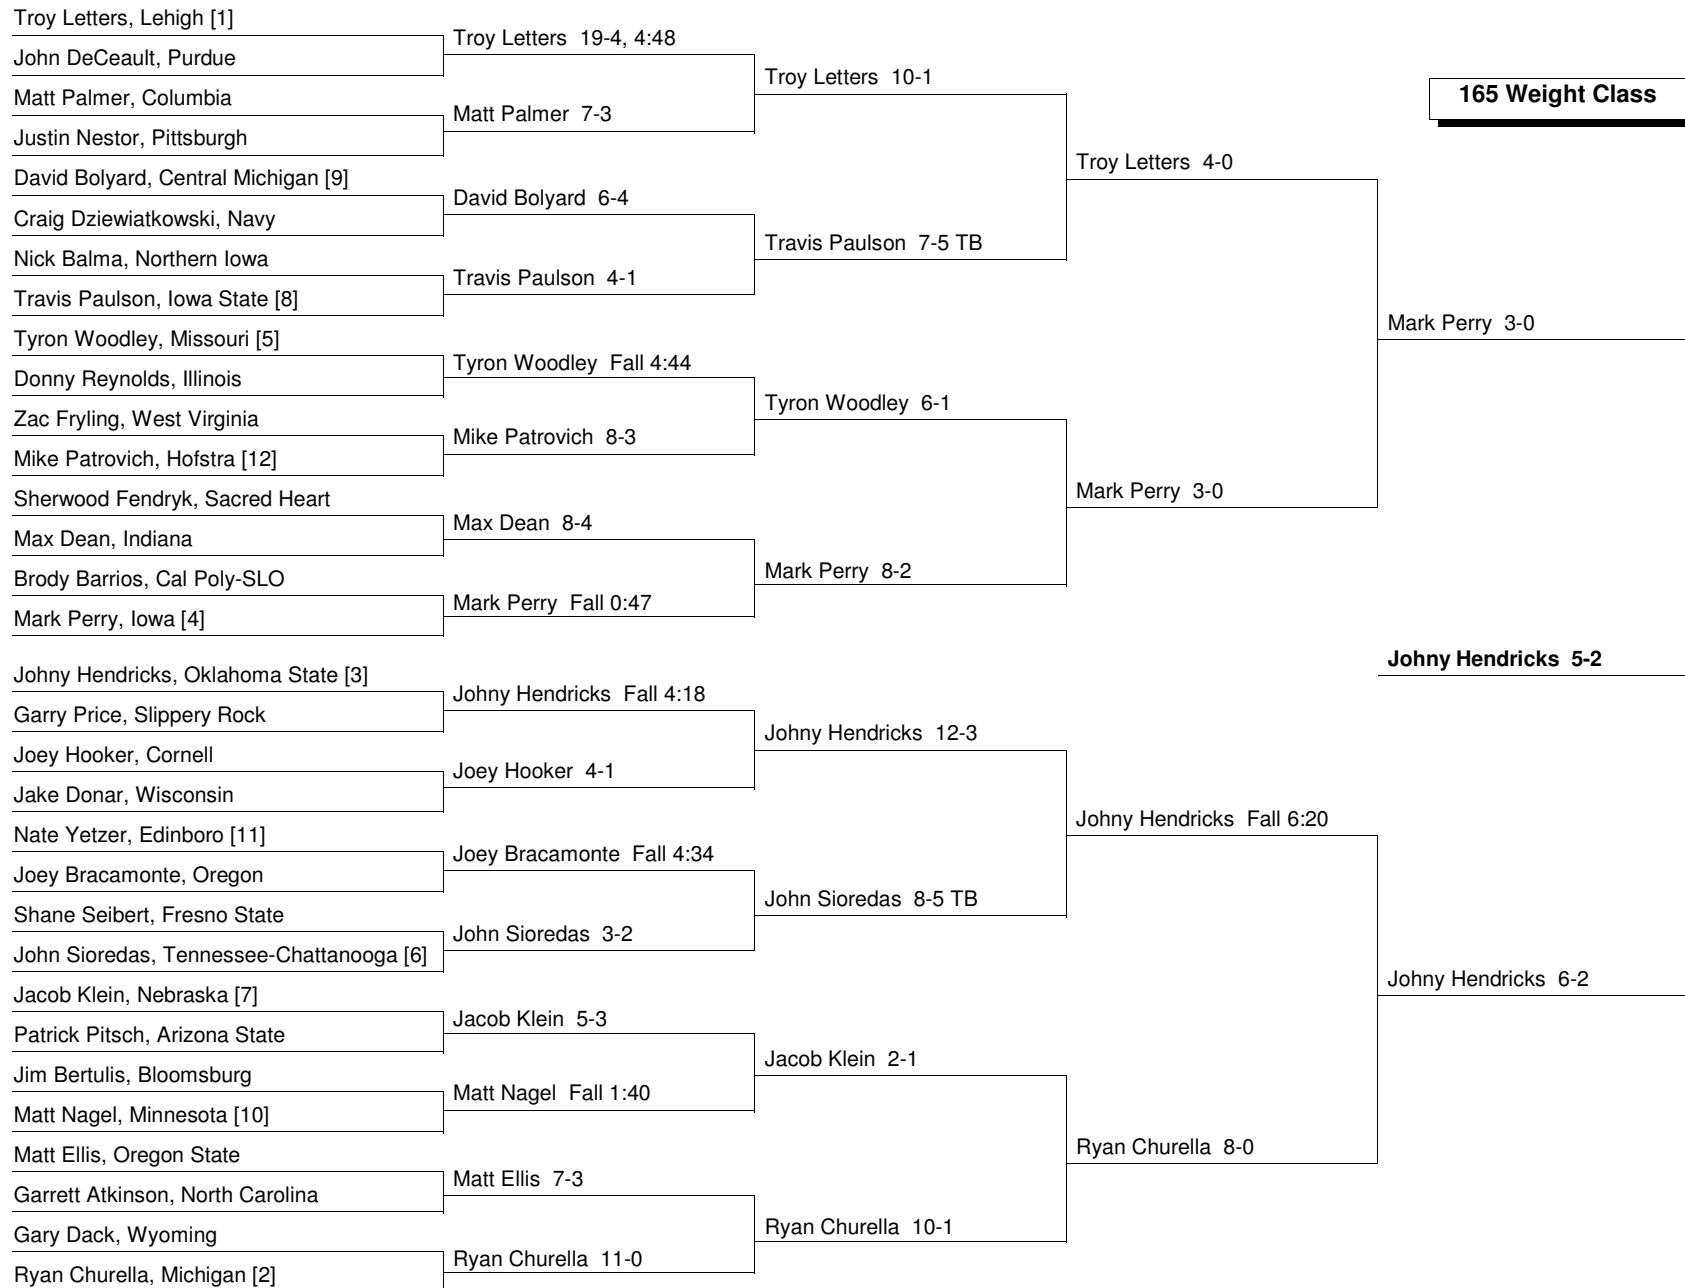 Troy Letters, Lehigh [1]
John DeCeault, Purdue
Matt Palmer, Columbia
Justin Nestor, Pittsburgh
David Bolyard, Central Michigan [9]
Craig Dziewiatkowski, Navy
Nick Balma, Northern Iowa
Travis Paulson, Iowa State [8]
Tyron Woodley, Missouri [5]
Donny Reynolds, Illinois
Zac Fryling, West Virginia
Mike Patrovich, Hofstra [12]
Sherwood Fendryk, Sacred Heart
Max Dean, Indiana
Brody Barrios, Cal Poly-SLO
Mark Perry, Iowa [4]
Johny Hendricks, Oklahoma State [3]
Garry Price, Slippery Rock
Joey Hooker, Cornell
Jake Donar, Wisconsin
Nate Yetzer, Edinboro [11]
Joey Bracamonte, Oregon
Shane Seibert, Fresno State
John Sioredas, Tennessee-Chattanooga [6]
Jacob Klein, Nebraska [7]
Patrick Pitsch, Arizona State
Jim Bertulis, Bloomsburg
Matt Nagel, Minnesota [10]
Matt Ellis, Oregon State
Garrett Atkinson, North Carolina
Gary Dack, Wyoming
Ryan Churella, Michigan [2]
Troy Letters 19-4, 4:48
Matt Palmer 7-3
David Bolyard 6-4
Travis Paulson 4-1
Tyron Woodley Fall 4:44
Mike Patrovich 8-3
Max Dean 8-4
Mark Perry Fall 0:47
Johny Hendricks Fall 4:18
Joey Hooker 4-1
Joey Bracamonte Fall 4:34
John Sioredas 3-2
Jacob Klein 5-3
Matt Nagel Fall 1:40
Matt Ellis 7-3
Ryan Churella 11-0
Troy Letters 10-1
Travis Paulson 7-5 TB
Tyron Woodley 6-1
Mark Perry 8-2
Johny Hendricks 12-3
John Sioredas 8-5 TB
Jacob Klein 2-1
Ryan Churella 10-1
Troy Letters 4-0
Mark Perry 3-0
Johny Hendricks Fall 6:20
Ryan Churella 8-0
165 Weight Class
Mark Perry 3-0
Johny Hendricks 5-2
Johny Hendricks 6-2